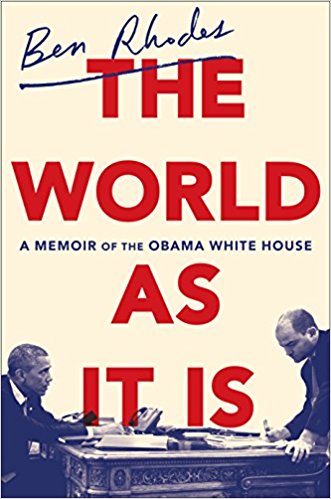 Ben Rhodes
THE
WORLD
A MEMOIR OF THE OBAMA WHITE HOUSE
AS
IT IS